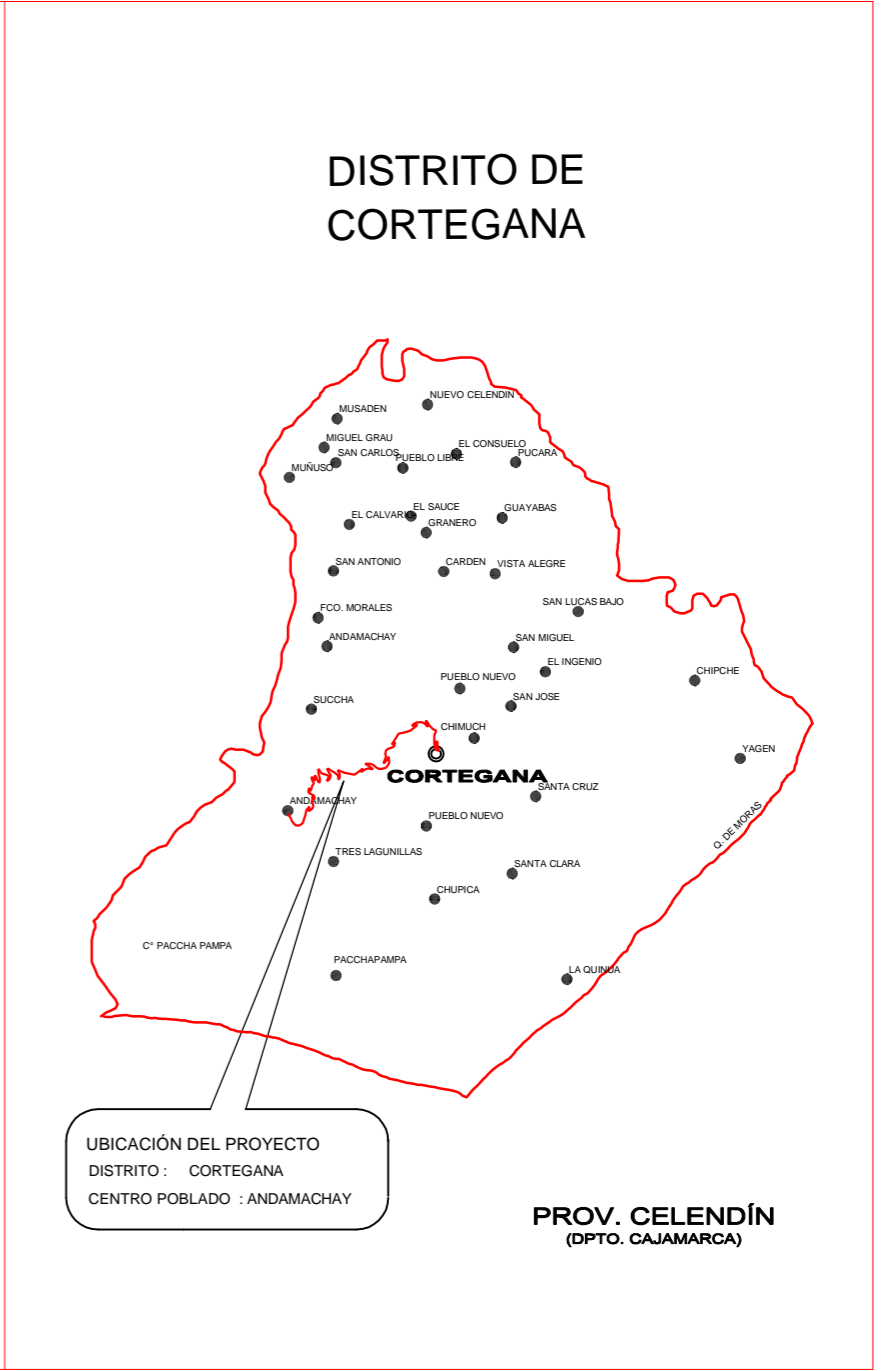 DISTRITO DE
CORTEGANA
NUEVO CELENDIN
MUSADEN
MIGUEL GRAU
EL CONSUELO
SAN CARLOS
PUEBLO LIBRE
PUCARA
MUÑUSO
EL SAUCE
GUAYABAS
EL CALVARIO
GRANERO
SAN ANTONIO
CARDEN
VISTA ALEGRE
SAN LUCAS BAJO
FCO. MORALES
ANDAMACHAY
SAN MIGUEL
EL INGENIO
CHIPCHE
PUEBLO NUEVO
SUCCHA
SAN JOSE
CHIMUCH
YAGEN
CORTEGANA
SANTA CRUZ
ANDAMACHAY
PUEBLO NUEVO
Q. DE MORAS
TRES LAGUNILLAS
SANTA CLARA
CHUPICA
C° PACCHA PAMPA
PACCHAPAMPA
LA QUINUA
UBICACIÓN DEL PROYECTO
DISTRITO : CORTEGANA
CENTRO POBLADO : ANDAMACHAY
PROV. CELENDÍN
(DPTO. CAJAMARCA)